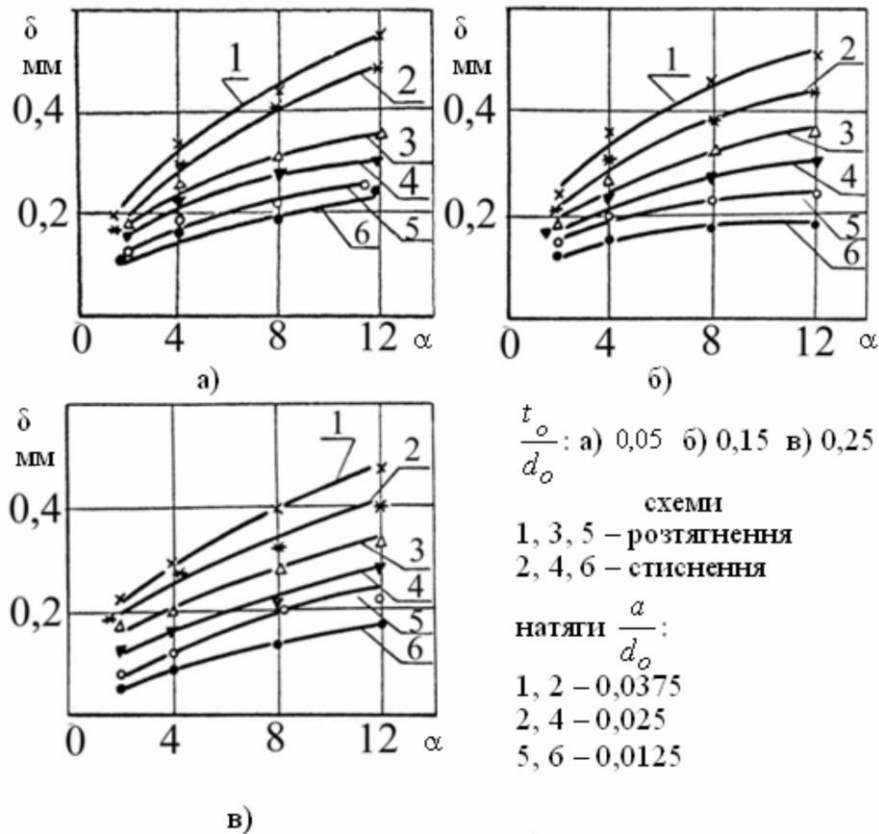 δ
мм
0,4
0,2
1
2
3
4
5
6
0
4
8
12
α
а)
δ
мм
0,4
0,2
1
2
3
4
5
6
0
4
8
12
α
б)
δ
мм
0,4
0,2
1
2
3
4
5
6
0
4
8
12
α
в)
t_o/d_o : а) 0,05 б) 0,15 в) 0,25
схеми
1, 3, 5 – розтягнення
2, 4, 6 – стиснення
натяги a/d_o :
1, 2 – 0,0375
2, 4 – 0,025
5, 6 – 0,0125